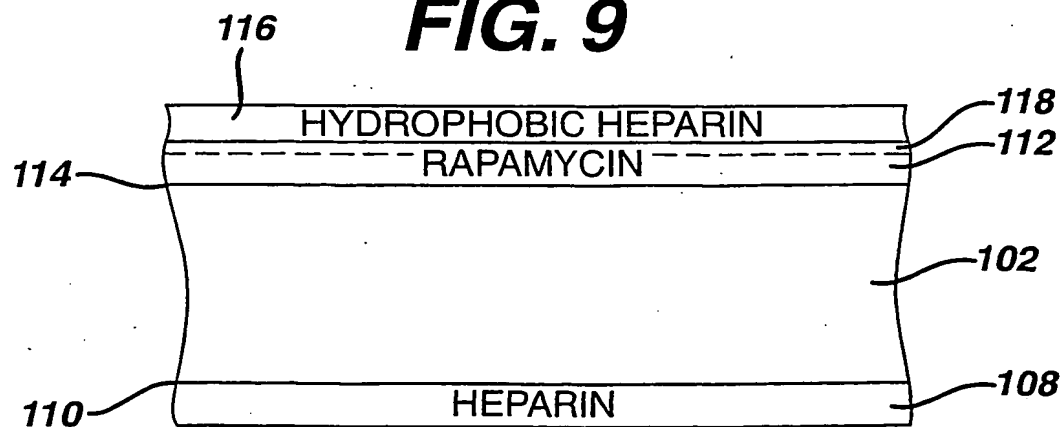 FIG. 9
116
HYDROPHOBIC HEPARIN
118
RAPAMYCIN
112
114
102
110
HEPARIN
108